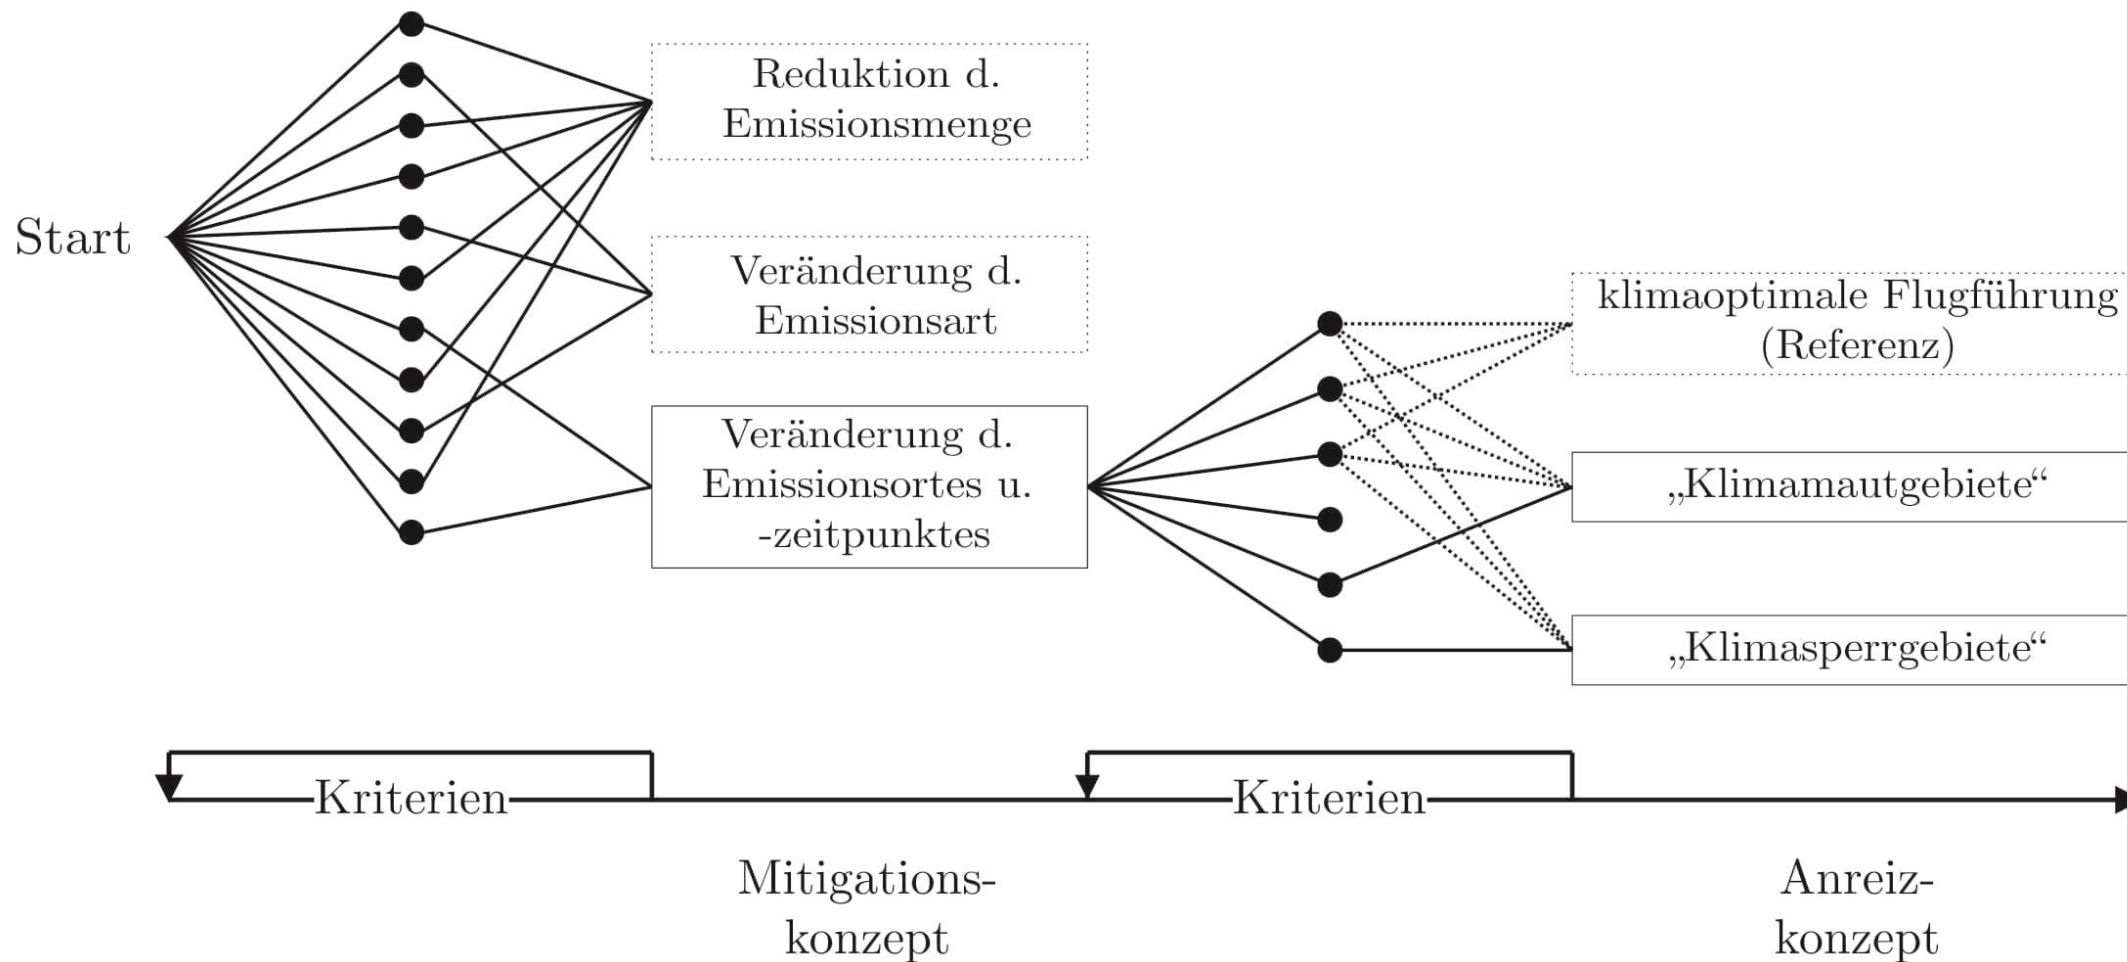 Start
Reduktion d.
Emissionsmenge
Veränderung d.
Emissionsart
Veränderung d.
Emissionsortes u.
-zeitpunktes
klimaoptimale Flugführung
(Referenz)
„Klimamautgebiete“
„Klimasperrgebiete“
Kriterien
Kriterien
Mitigations-
konzept
Anreiz-
konzept